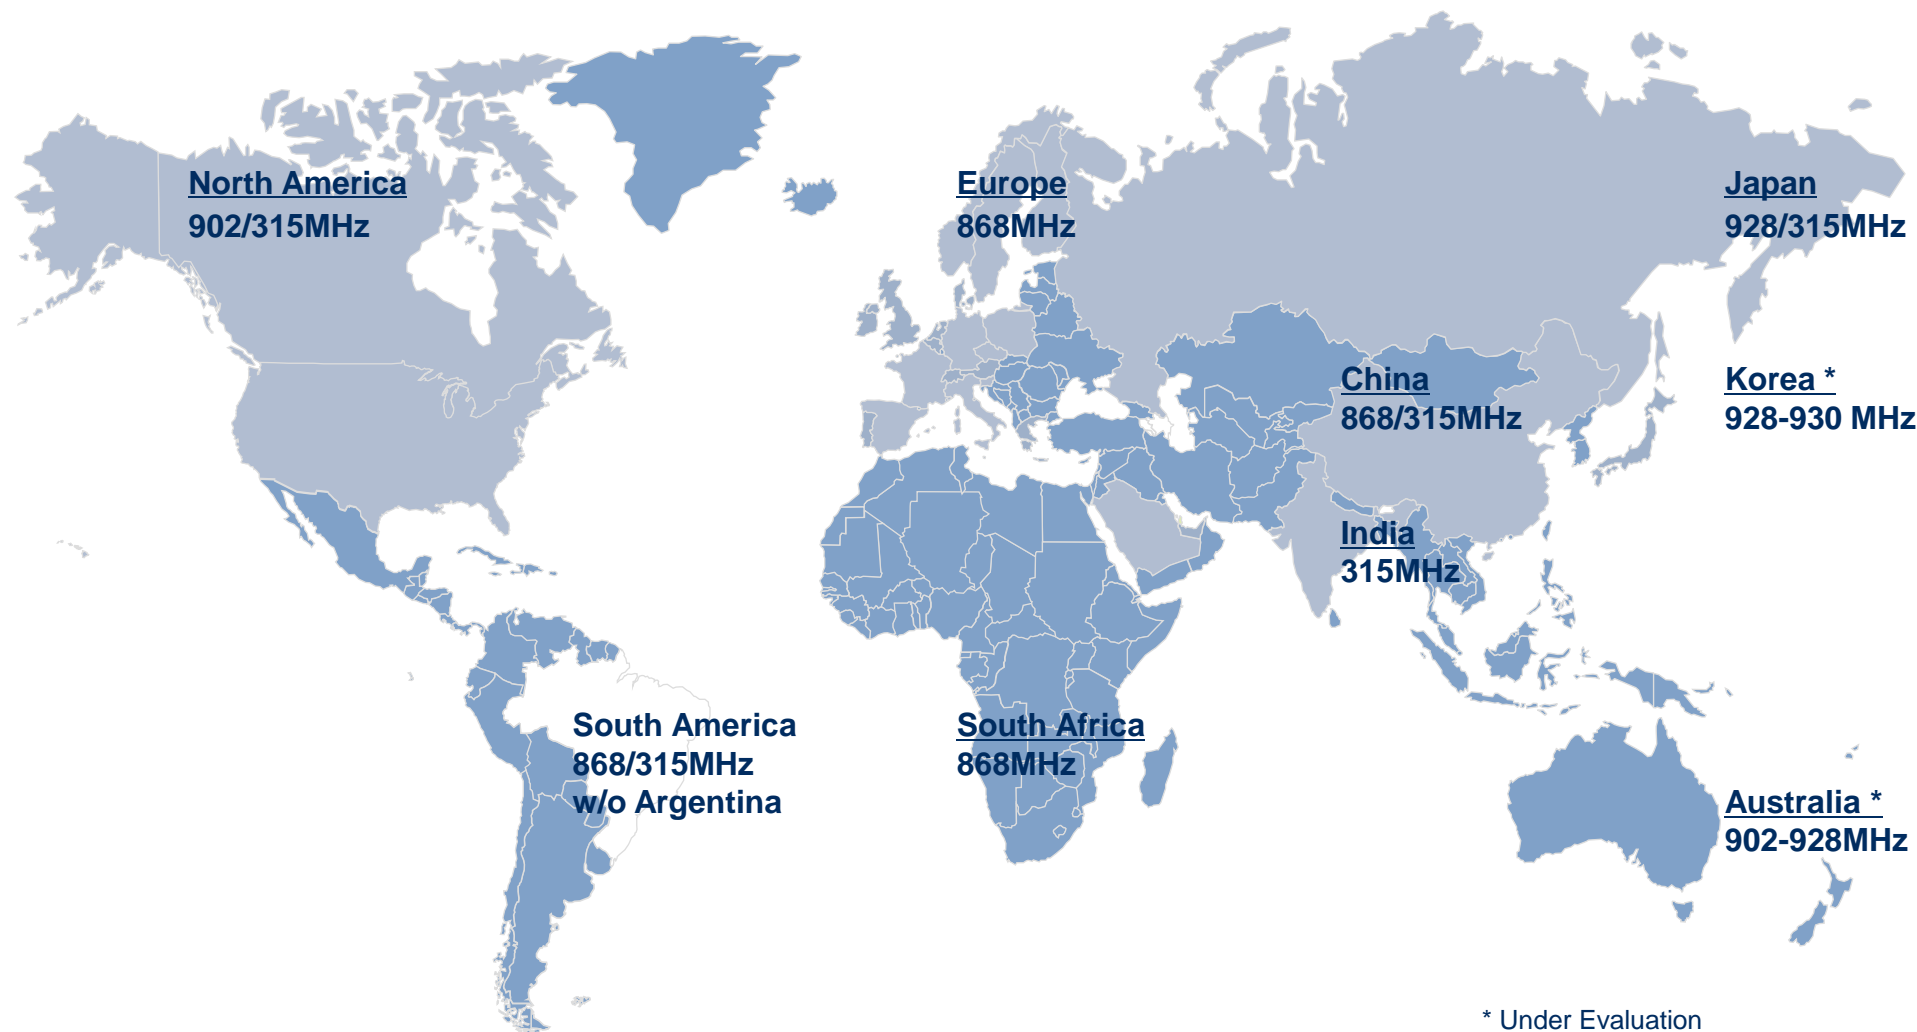 North America
902/315MHz
Europe
868MHz
Japan
928/315MHz
China
868/315MHz
Korea *
928-930 MHz
India
315MHz
South America
868/315MHz
w/o Argentina
South Africa
868MHz
Australia *
902-928MHz
* Under Evaluation